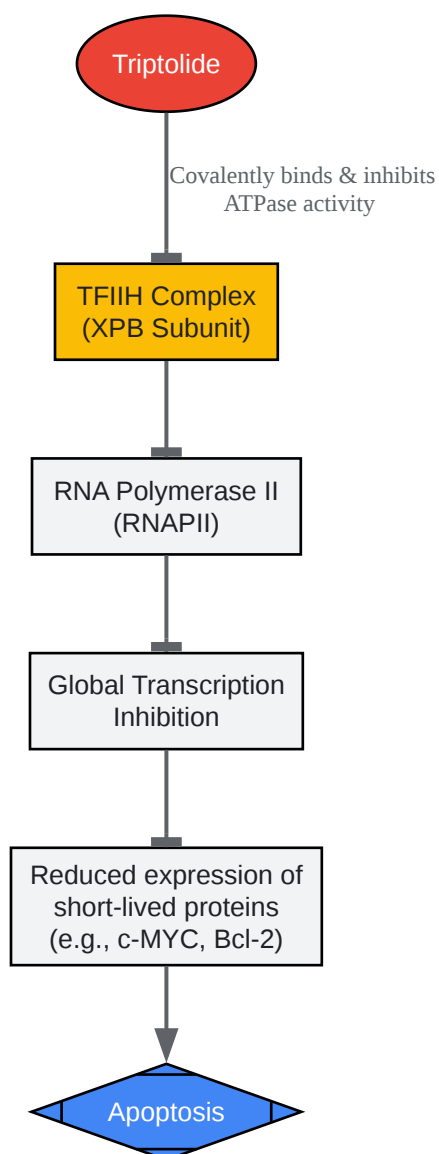 Triptolide
Covalently binds & inhibits
ATPase activity
TFIIH Complex
(XPB Subunit)
RNA Polymerase II
(RNAPII)
Global Transcription
Inhibition
Reduced expression of
short-lived proteins
(e.g., c-MYC, Bcl-2)
Apoptosis